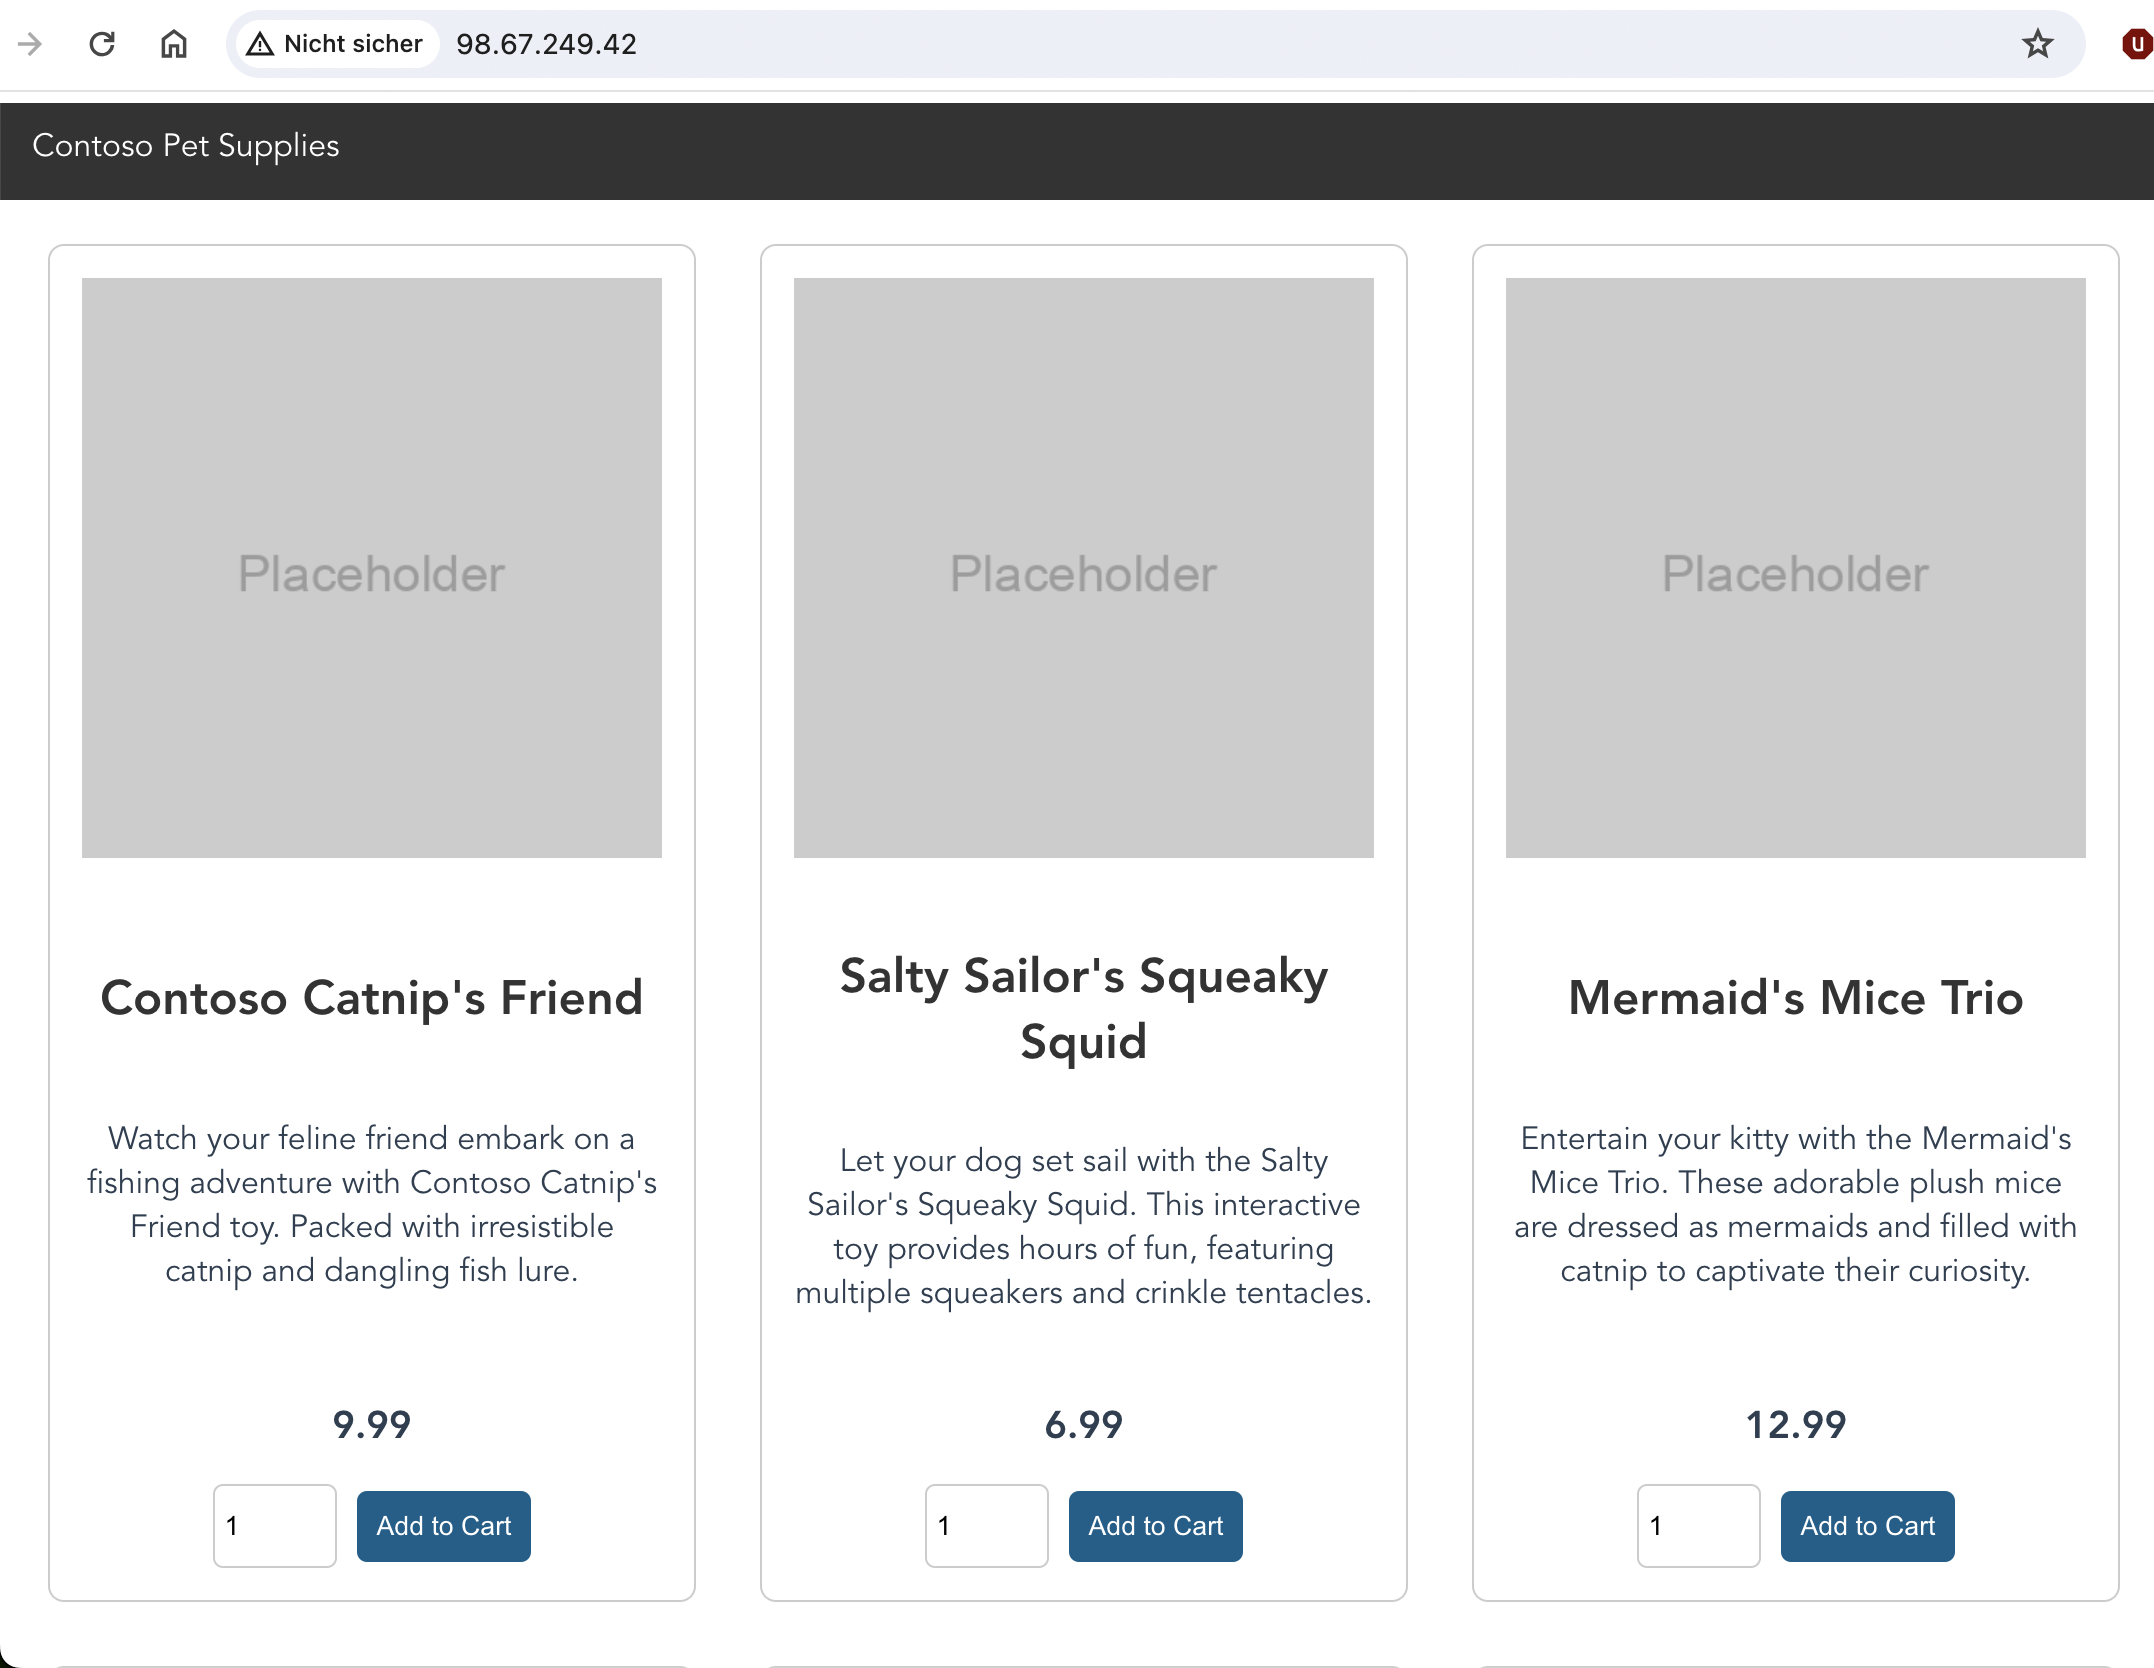 Nicht sicher 98.67.249.42
U
Contoso Pet Supplies
Placeholder
Contoso Catnip's Friend
Watch your feline friend embark on a
fishing adventure with Contoso Catnip's
Friend toy. Packed with irresistible
catnip and dangling fish lure.
9.99
1 Add to Cart
Placeholder
Salty Sailor's Squeaky
Squid
Let your dog set sail with the Salty
Sailor's Squeaky Squid. This interactive
toy provides hours of fun, featuring
multiple squeakers and crinkle tentacles.
6.99
1 Add to Cart
Placeholder
Mermaid's Mice Trio
Entertain your kitty with the Mermaid's
Mice Trio. These adorable plush mice
are dressed as mermaids and filled with
catnip to captivate their curiosity.
12.99
1 Add to Cart